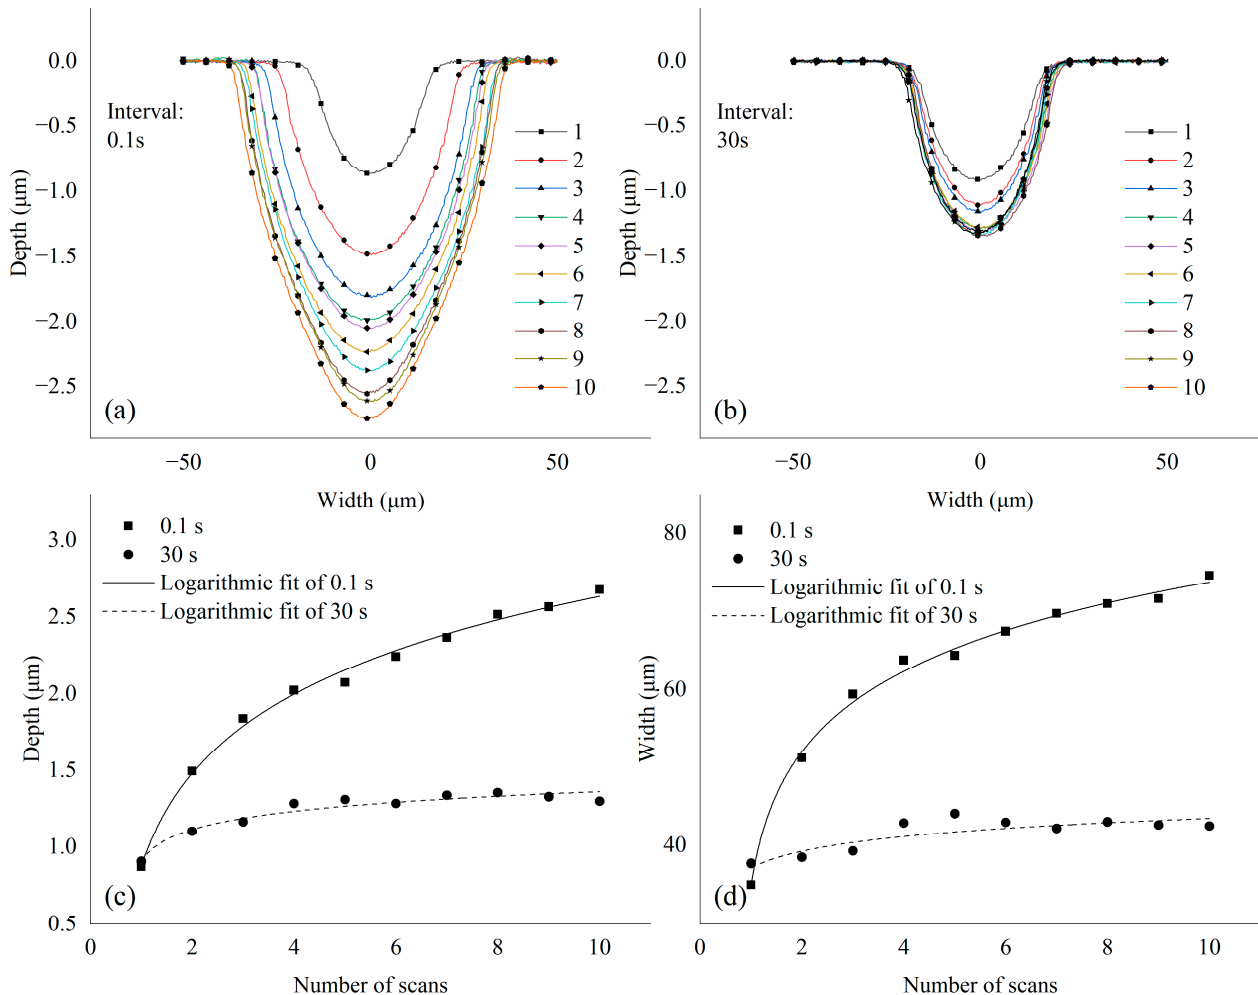 0.0
−0.5
−1.0
−1.5
−2.0
−2.5
Depth (μm)
Interval:
0.1s
1
2
3
4
5
6
7
8
9
10
(a)
−50
0
50
Width (μm)
0.0
−0.5
−1.0
−1.5
−2.0
−2.5
Depth (μm)
Interval:
30s
1
2
3
4
5
6
7
8
9
10
(b)
−50
0
50
Width (μm)
3.0
2.5
2.0
1.5
1.0
0.5
Depth (μm)
0.1 s
30 s
Logarithmic fit of 0.1 s
Logarithmic fit of 30 s
(c)
0
2
4
6
8
10
Number of scans
80
60
40
Width (μm)
0.1 s
30 s
Logarithmic fit of 0.1 s
Logarithmic fit of 30 s
(d)
0
2
4
6
8
10
Number of scans